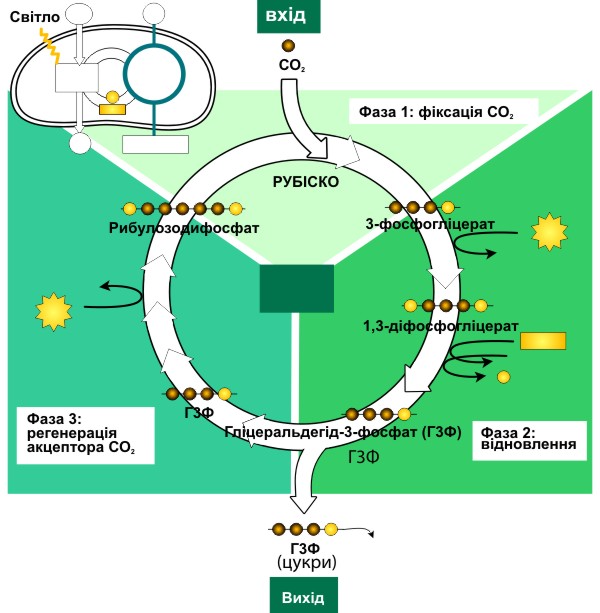 Світло
вхід
CO₂
Фаза 1: фіксація CO₂
РУБІСКО
Рибулозодифосфат
3-фосфогліцерат
1,3-діфосфогліцерат
Г3Ф
Гліцеральдегід-3-фосфат (Г3Ф)
Г3Ф
Фаза 3:
регенерація
акцептора CO₂
Фаза 2:
відновлення
Г3Ф
(цукри)
Вихід